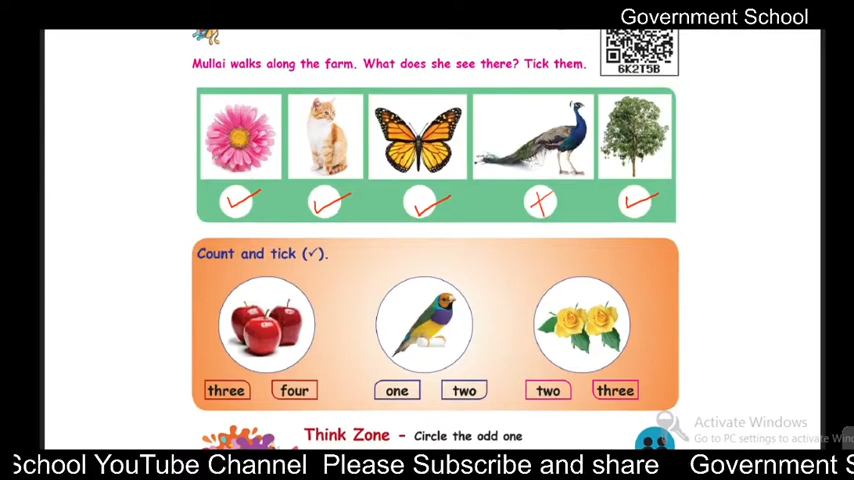 Government School
6K2T5B
Mullai walks along the farm. What does she see there? Tick them.
Count and tick (✓).
three four one two two three
Think Zone - Circle the odd one
Activate Windows
Go to PC settings to activate Win
School YouTube Channel Please Subscribe and share Government S